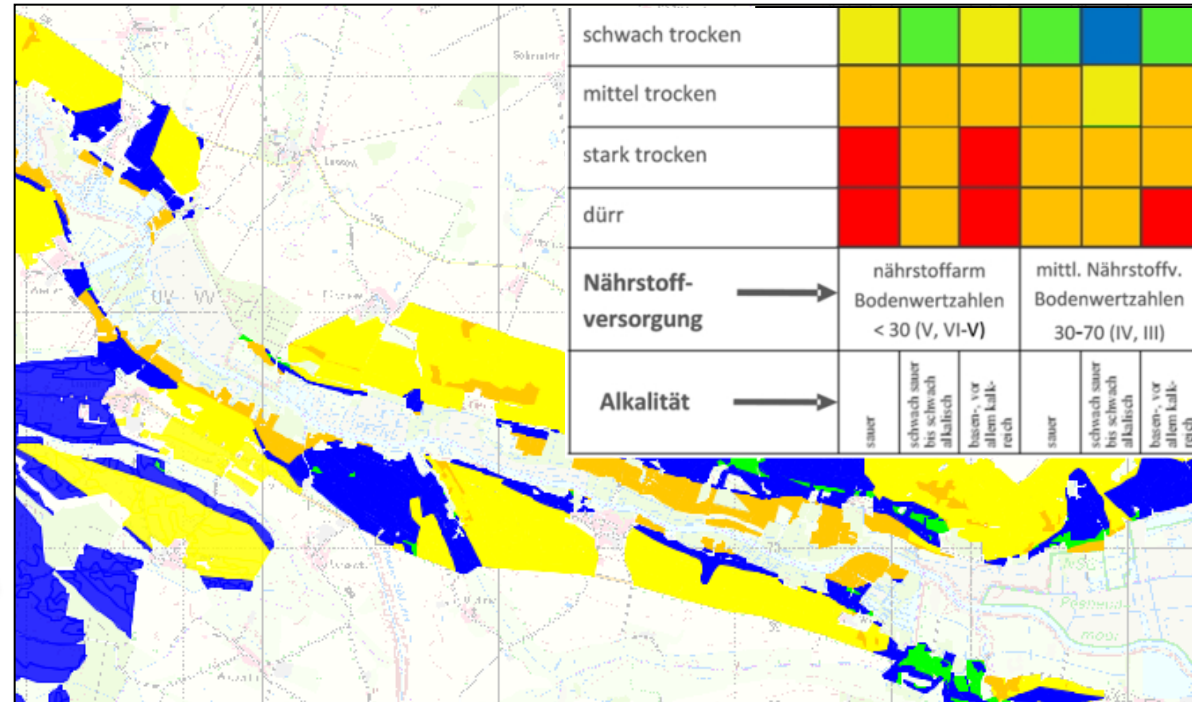 schwach trocken
mittel trocken
stark trocken
dürr
Nährstoff-
versorgung
nährstoffarm
Bodenwertzahlen
< 30 (V, VI-V)
mittl. Nährstoffv.
Bodenwertzahlen
30-70 (IV, III)
Alkalität
sauer
schwach sauer
bis schwach
alkalisch
basen-, vor
allem kalk-
reich
sauer
schwach sauer
bis schwach
alkalisch
basen-, vor
allem kalk-
reich